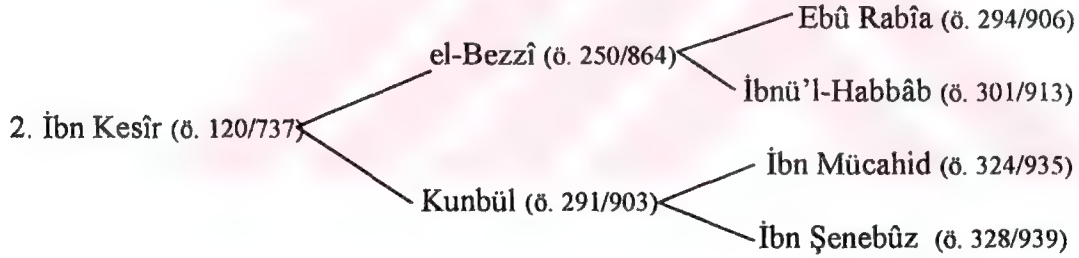 Ebû Rabîa (ö. 294/906)
el-Bezzî (ö. 250/864)
İbnü'l-Habbâb (ö. 301/913)
2. İbn Kesîr (ö. 120/737)
İbn Mücahid (ö. 324/935)
Kunbül (ö. 291/903)
İbn Şenebûz (ö. 328/939)